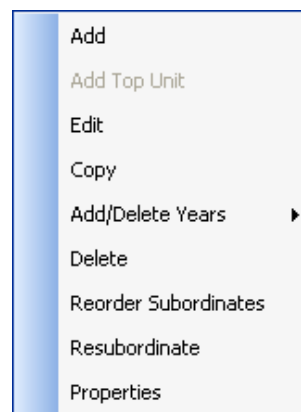 Add
Add Top Unit
Edit
Copy
Add/Delete Years
Delete
Reorder Subordinates
Resubordinate
Properties